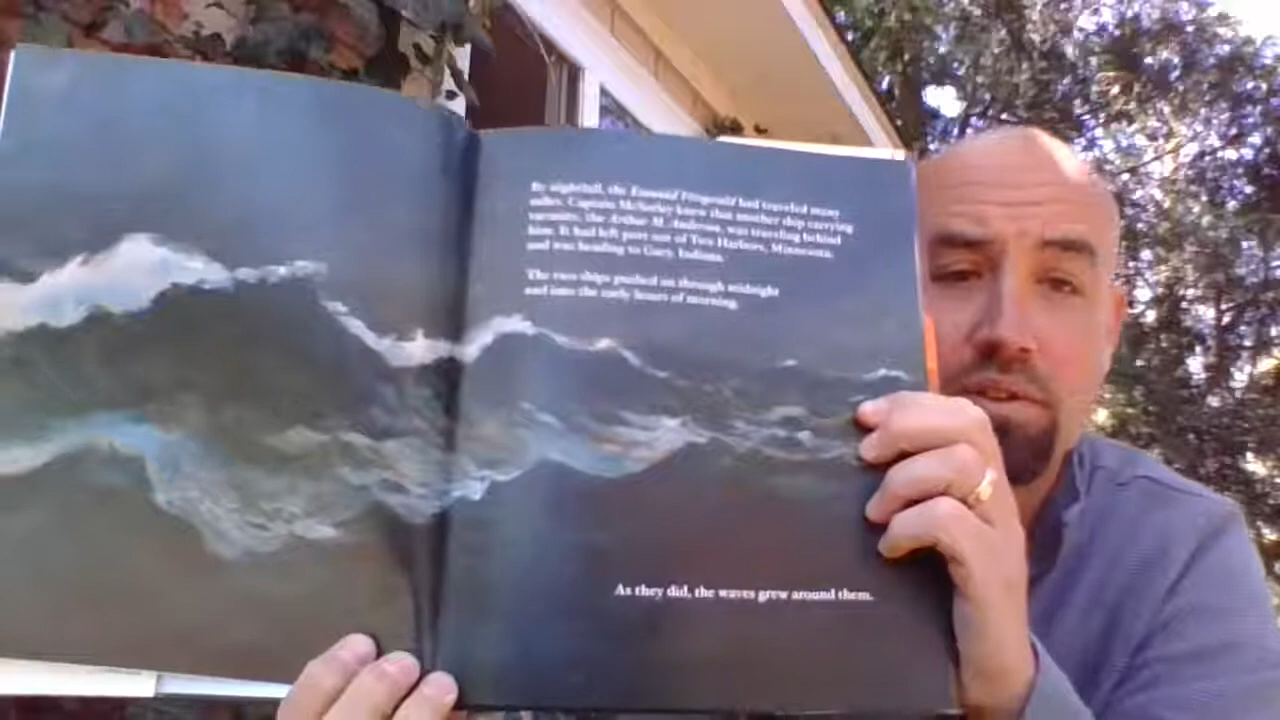 By nightfall, the Edmund Fitzgerald had traveled many
miles. Captain McSorley knew that another ship carrying
taconite, the Arthur M. Anderson, was traveling behind
him. It had left port out of Two Harbors, Minnesota,
and was heading to Gary, Indiana.
The two ships pushed on through midnight
and into the early hours of morning.
As they did, the waves grew around them.